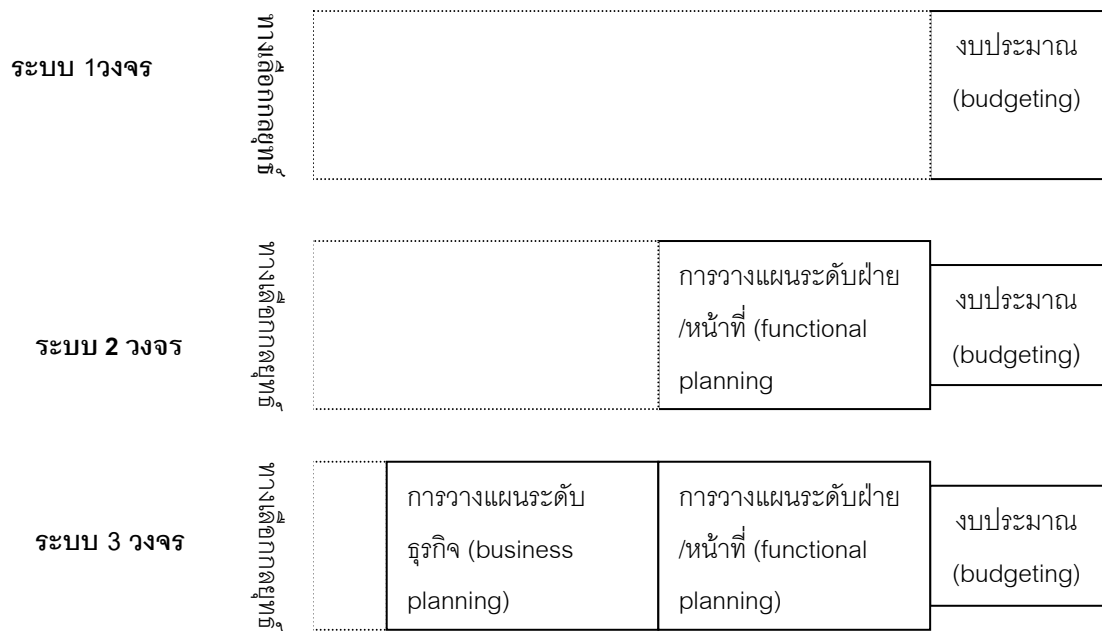 ระบบ 1วงจร
ทางเลือกกลยุทธ์
งบประมาณ
(budgeting)
ระบบ 2 วงจร
ทางเลือกกลยุทธ์
การวางแผนระดับฝ่าย
/หน้าที่ (functional
planning
งบประมาณ
(budgeting)
ระบบ 3 วงจร
ทางเลือกกลยุทธ์
การวางแผนระดับ
ธุรกิจ (business
planning)
การวางแผนระดับฝ่าย
/หน้าที่ (functional
planning)
งบประมาณ
(budgeting)